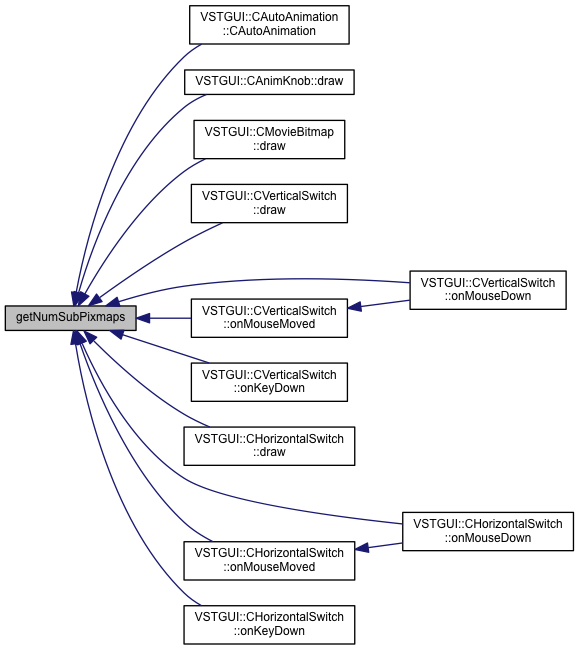 VSTGUI::CAutoAnimation
::CAutoAnimation
VSTGUI::CAnimKnob::draw
VSTGUI::CMovieBitmap
::draw
VSTGUI::CVerticalSwitch
::draw
VSTGUI::CVerticalSwitch
::onMouseDown
getNumSubPixmaps
VSTGUI::CVerticalSwitch
::onMouseMoved
VSTGUI::CVerticalSwitch
::onKeyDown
VSTGUI::CHorizontalSwitch
::draw
VSTGUI::CHorizontalSwitch
::onMouseDown
VSTGUI::CHorizontalSwitch
::onMouseMoved
VSTGUI::CHorizontalSwitch
::onKeyDown